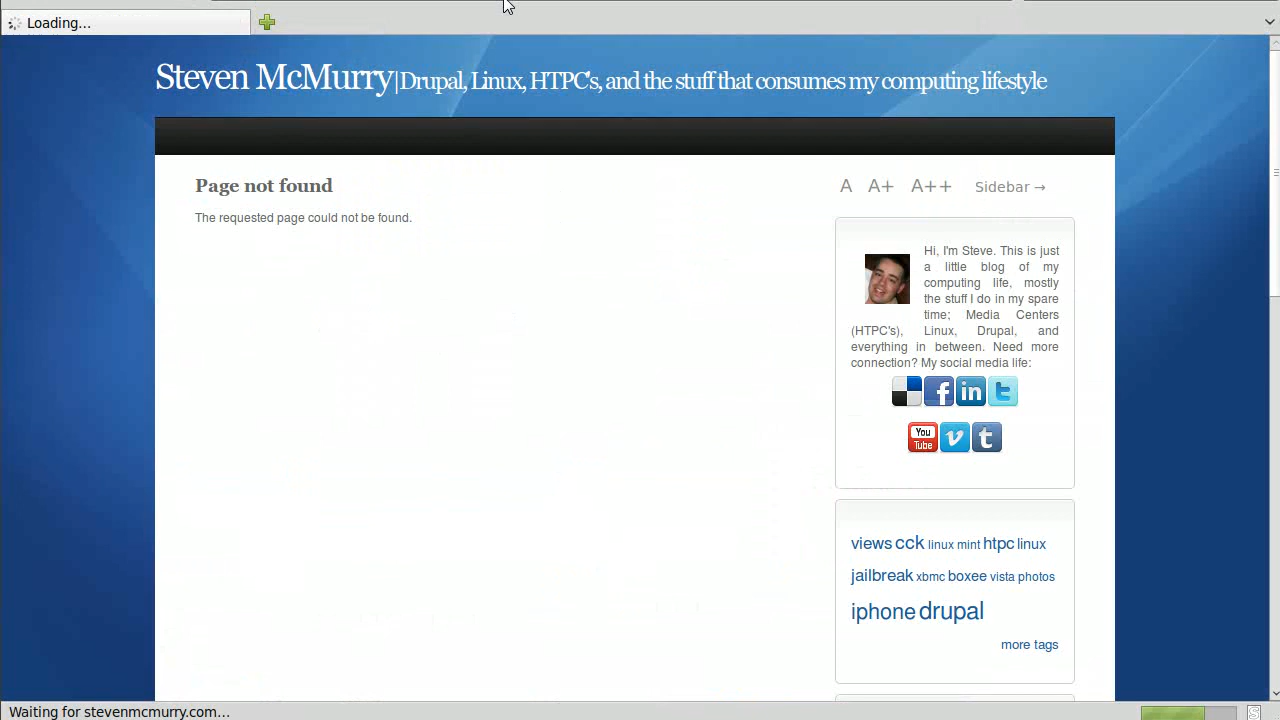 Loading...
Steven McMurry|Drupal, Linux, HTPC's, and the stuff that consumes my computing lifestyle
Page not found
The requested page could not be found.
A A+ A++ Sidebar →
Hi, I'm Steve. This is just
a little blog of my
computing life, mostly
the stuff I do in my spare
time; Media Centers
(HTPC's), Linux, Drupal, and
everything in between. Need more
connection? My social media life:
f in t
You Tube v t
views cck linux mint htpc linux
jailbreak xbmc boxee vista photos
iphone drupal
more tags
Waiting for stevenmcmurry.com...
S